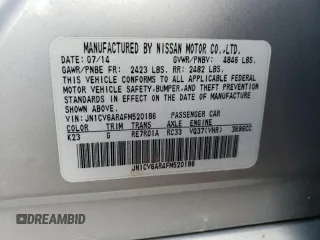 MANUFACTURED BY NISSAN MOTOR CO.,LTD.
DATE: 07/14 GVWR/PNBV: 4846 LBS.
GAWR/PNBE FR: 2423 LBS. RR: 2482 LBS.
THIS VEHICLE CONFORMS TO ALL APPLICABLE FEDERAL
MOTOR VEHICLE SAFETY,BUMPER,AND THEFT PREVENTION
STANDARDS IN EFFECT ON THE DATE OF MANUFACTURE
SHOWN ABOVE.
VIN: JN1CV6AR4FM520186 PASSENGER CAR
COLOR TRIM TRANS AXLE ENGINE
K23 G RE7R01A RC33 VQ37(VHR) 3696CC
JN1CV6AR4FM520186